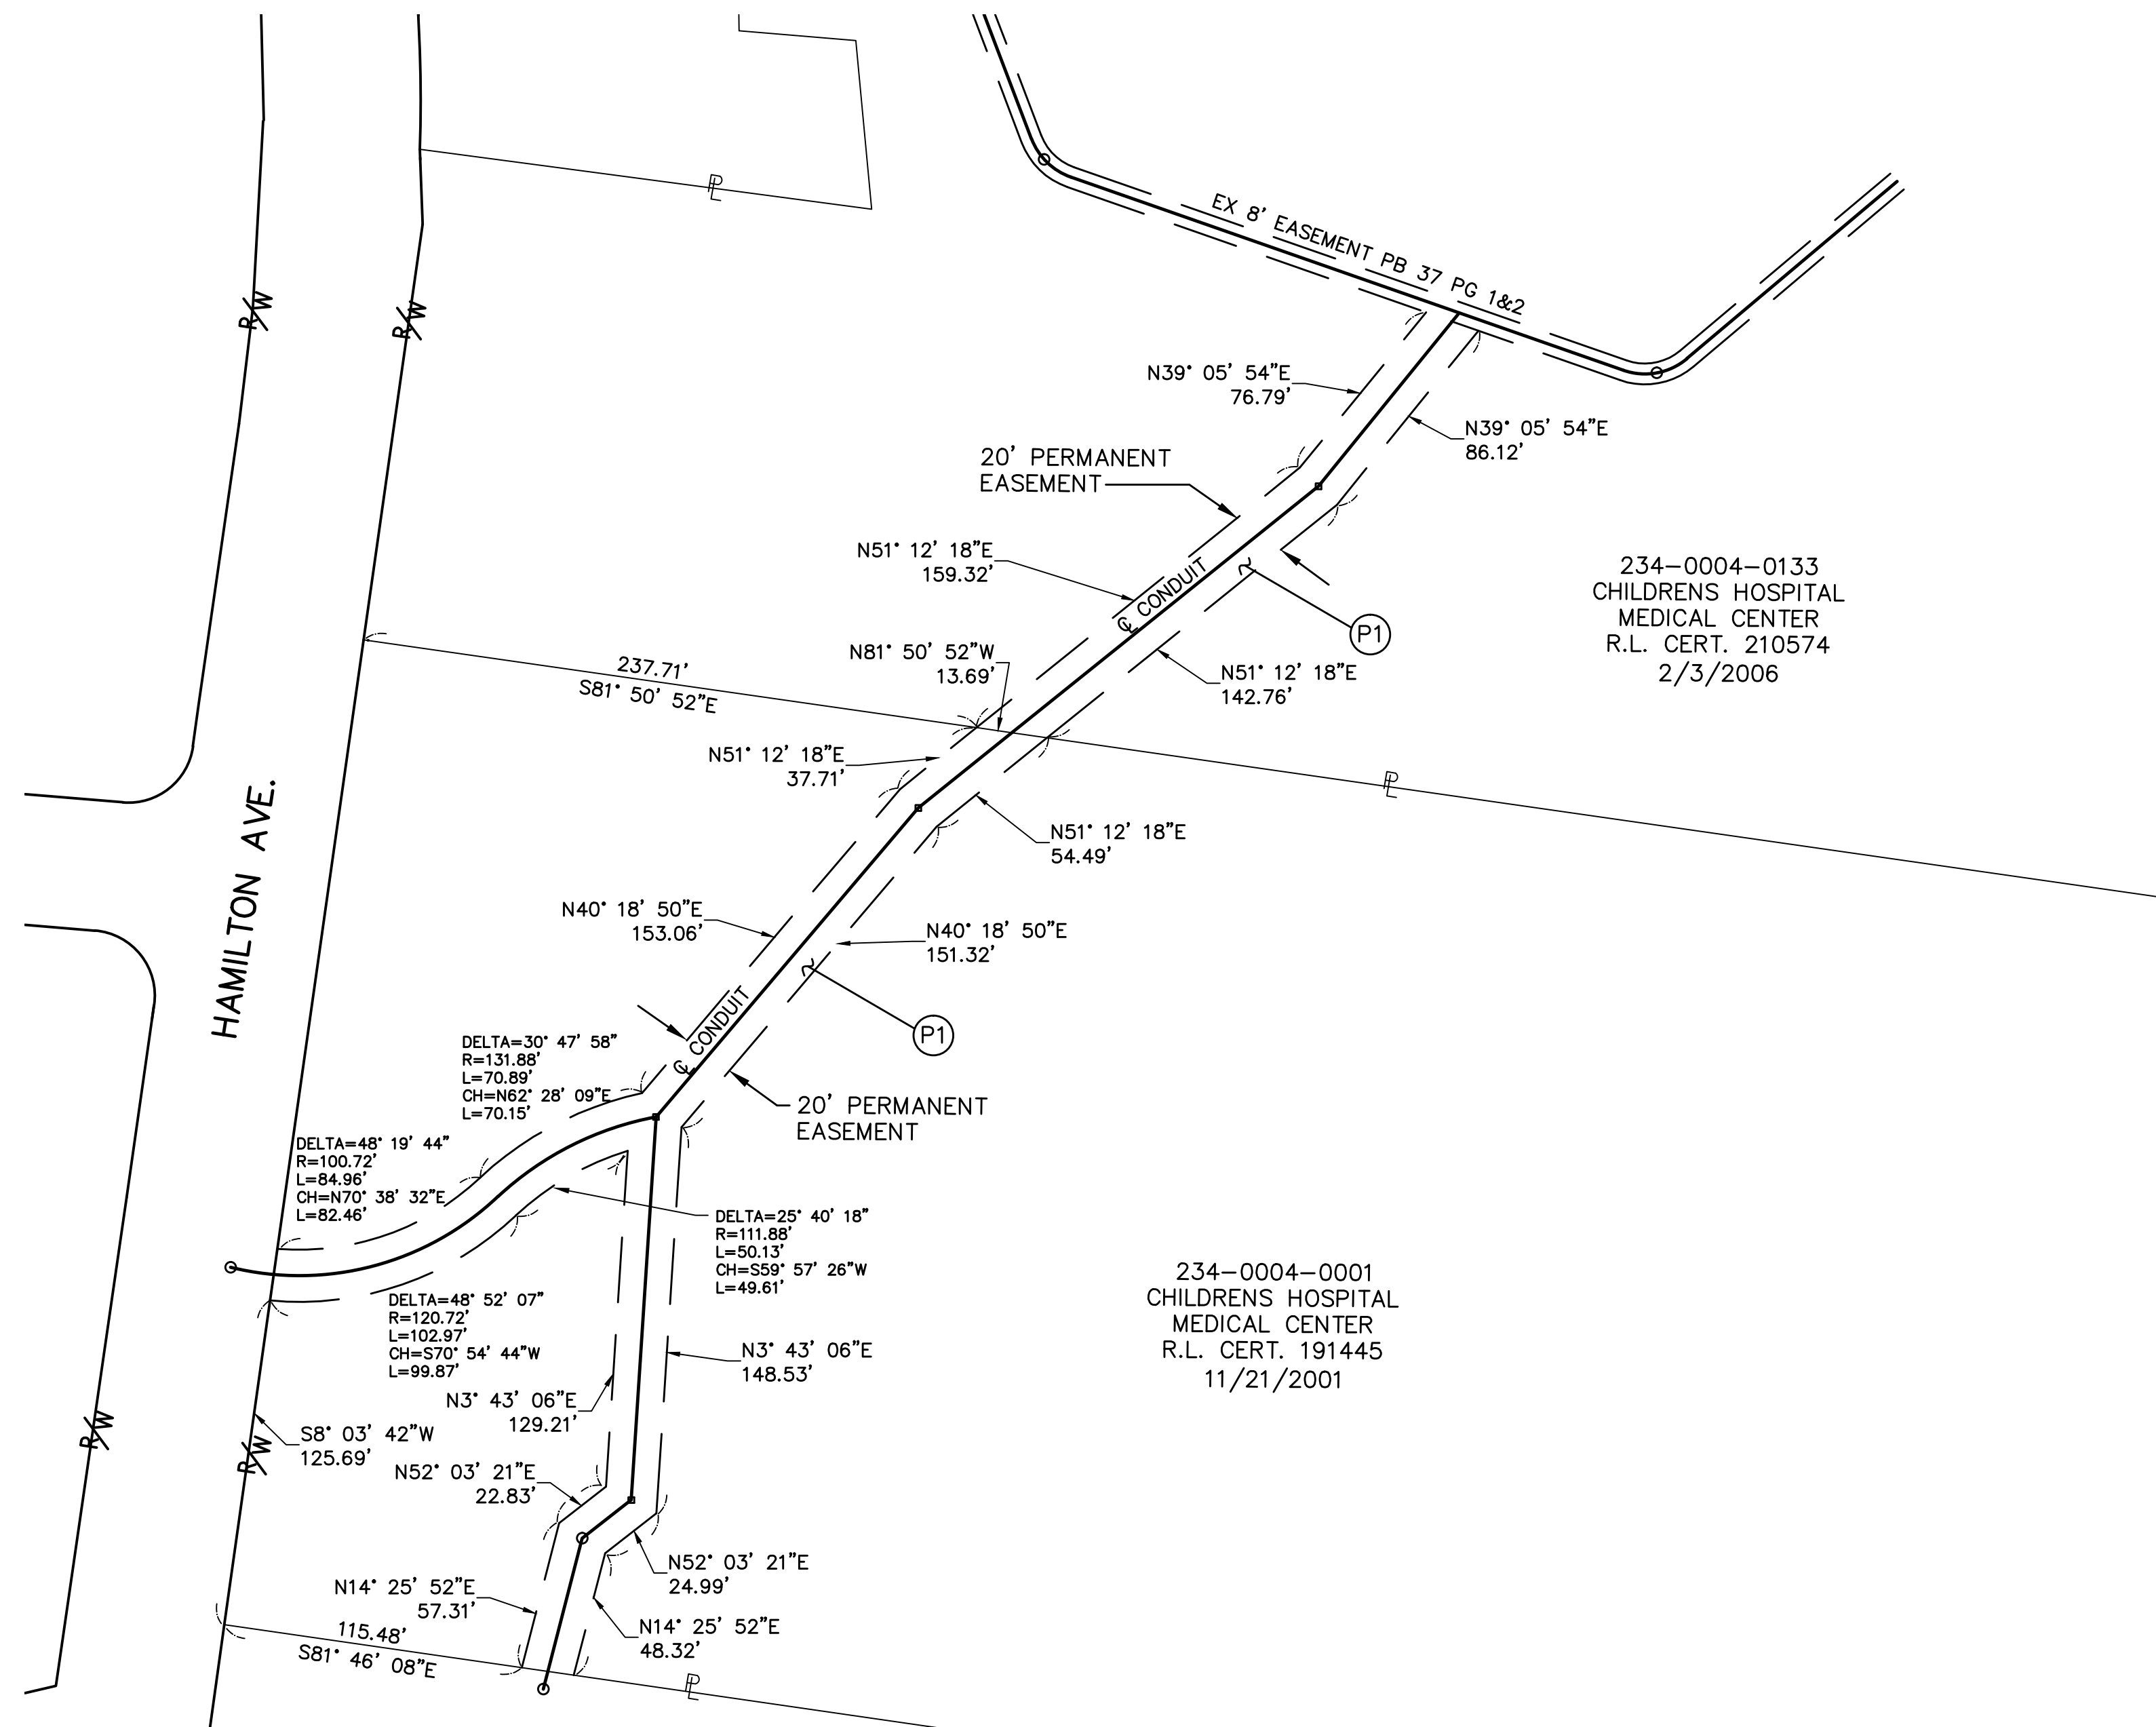 EX 8' EASEMENT PB 37 PG 1&2
R/W
R/W
N39° 05' 54"E
76.79'
N39° 05' 54"E
86.12'
20' PERMANENT
EASEMENT
N51° 12' 18"E
159.32'
℄ CONDUIT
P1
234-0004-0133
CHILDRENS HOSPITAL
MEDICAL CENTER
R.L. CERT. 210574
2/3/2006
237.71'
S81° 50' 52"E
N81° 50' 52"W
13.69'
N51° 12' 18"E
142.76'
N51° 12' 18"E
37.71'
N51° 12' 18"E
54.49'
HAMILTON AVE.
N40° 18' 50"E
153.06'
N40° 18' 50"E
151.32'
℄ CONDUIT
P1
20' PERMANENT
EASEMENT
DELTA=30° 47' 58"
R=131.88'
L=70.89'
CH=N62° 28' 09"E
L=70.15'
DELTA=48° 19' 44"
R=100.72'
L=84.96'
CH=N70° 38' 32"E
L=82.46'
DELTA=25° 40' 18"
R=111.88'
L=50.13'
CH=S59° 57' 26"W
L=49.61'
DELTA=48° 52' 07"
R=120.72'
L=102.97'
CH=S70° 54' 44"W
L=99.87'
234-0004-0001
CHILDRENS HOSPITAL
MEDICAL CENTER
R.L. CERT. 191445
11/21/2001
N3° 43' 06"E
148.53'
N3° 43' 06"E
129.21'
R/W
R/W
S8° 03' 42"W
125.69'
N52° 03' 21"E
22.83'
N52° 03' 21"E
24.99'
N14° 25' 52"E
57.31'
N14° 25' 52"E
48.32'
115.48'
S81° 46' 08"E
PL
PL
PL